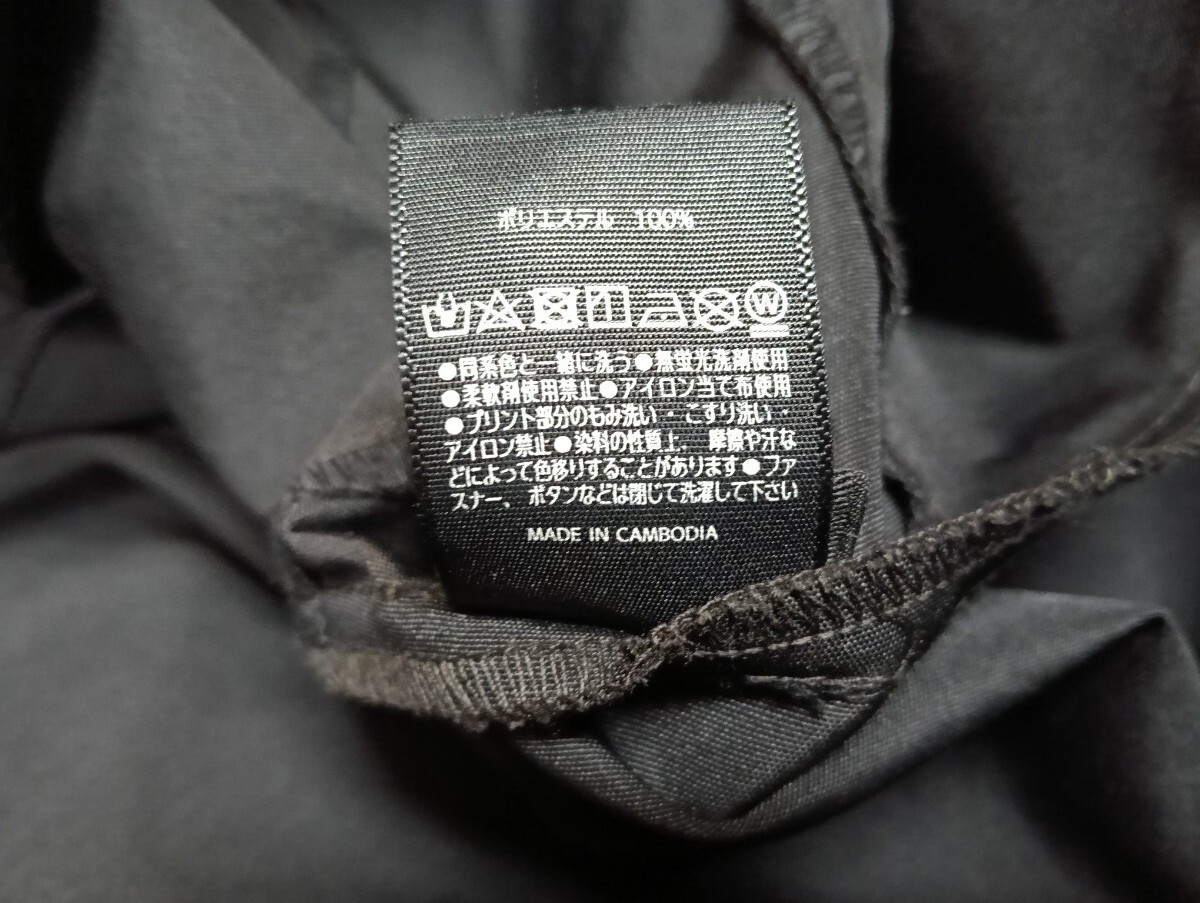 ポリエステル 100%
W
●同系色と一緒に洗う●無蛍光洗剤使用
●柔軟剤使用禁止●アイロン当て布使用
●プリント部分のもみ洗い・こすり洗い・
アイロン禁止●染料の性質上、摩擦や汗な
どによって色移りすることがあります●ファ
スナー、ボタンなどは閉じて洗濯して下さい
MADE IN CAMBODIA